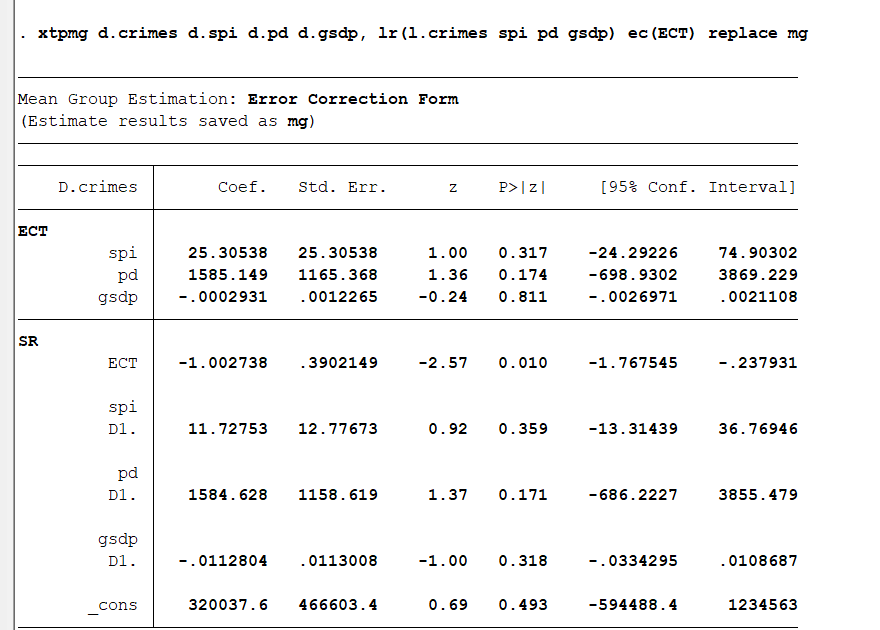 . xtpmg d.crimes d.spi d.pd d.gsdp, lr(l.crimes spi pd gsdp) ec(ECT) replace mg
Mean Group Estimation: Error Correction Form
(Estimate results saved as mg)
D.crimes Coef. Std. Err. z P>|z| [95% Conf. Interval]
ECT
spi 25.30538 25.30538 1.00 0.317 -24.29226 74.90302
pd 1585.149 1165.368 1.36 0.174 -698.9302 3869.229
gsdp -.0002931 .0012265 -0.24 0.811 -.0026971 .0021108
SR
ECT -1.002738 .3902149 -2.57 0.010 -1.767545 -.237931
spi
D1. 11.72753 12.77673 0.92 0.359 -13.31439 36.76946
pd
D1. 1584.628 1158.619 1.37 0.171 -686.2227 3855.479
gsdp
D1. -.0112804 .0113008 -1.00 0.318 -.0334295 .0108687
_cons 320037.6 466603.4 0.69 0.493 -594488.4 1234563